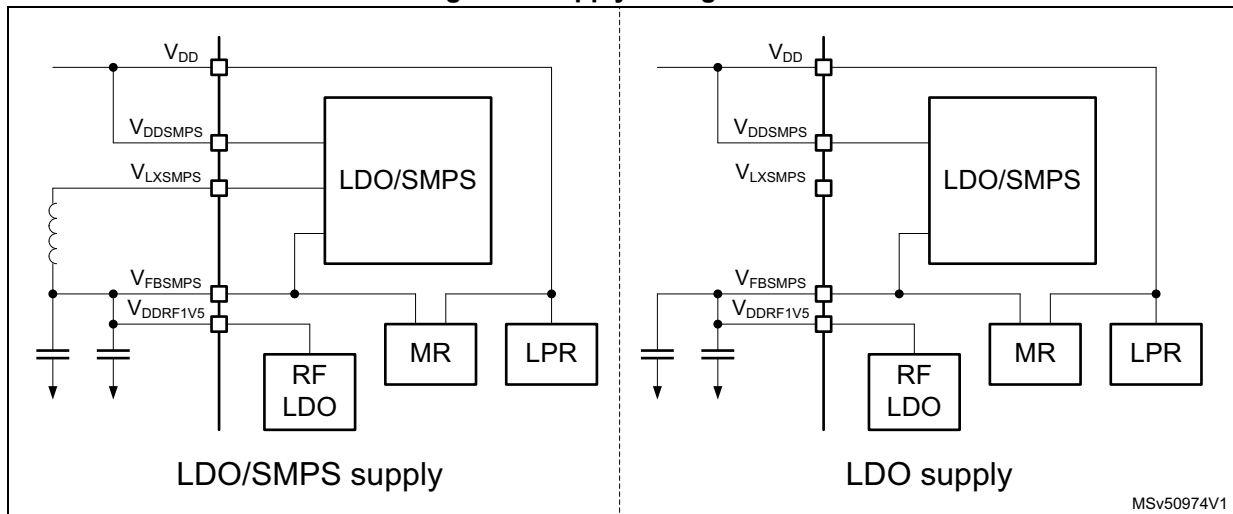 V_DD
V_DDSMPS
V_LXSMPS
LDO/SMPS
V_FBSMPS
V_DDRF1V5
MR
LPR
RF
LDO
LDO/SMPS supply
V_DD
V_DDSMPS
V_LXSMPS
LDO/SMPS
V_FBSMPS
V_DDRF1V5
MR
LPR
RF
LDO
LDO supply
MSv50974V1